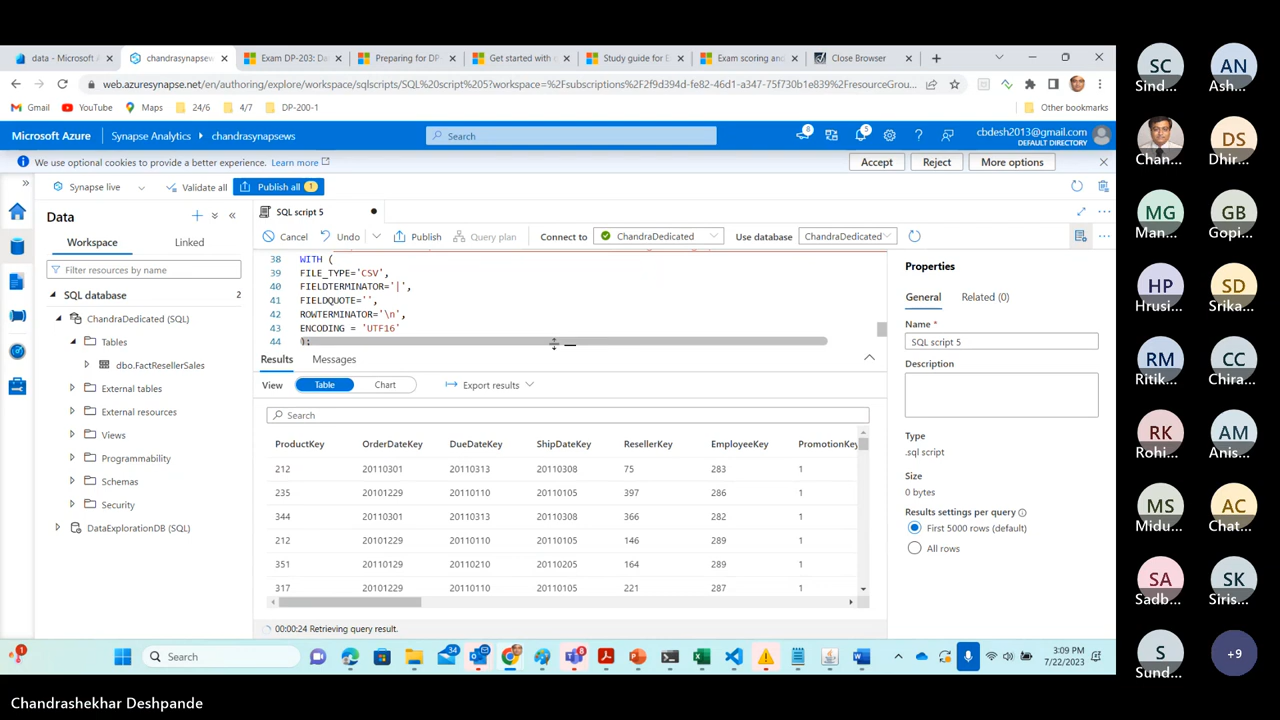 data - Microsoft A
chandrasynapsews
Exam DP-203: Da
Preparing for DP
Get started with
Study guide for E
Exam scoring and
Close Browser
web.azuresynapse.net/en/authoring/explore/workspace/sqlscripts/SQL%20script%205?workspace=%2Fsubscriptions%2F9d394d-fe82-46d1-a347-75f730b1e839%2FresourceGrou...
Gmail
YouTube
Maps
24/6
4/7
DP-200-1
Other bookmarks
Microsoft Azure
Synapse Analytics
chandrasynapsews
Search
8
5
cbdesh2013@gmail.com
DEFAULT DIRECTORY
We use optional cookies to provide a better experience. Learn more
Accept
Reject
More options
Synapse live
Validate all
Publish all
1
Data
SQL script 5
Workspace
Linked
Cancel
Undo
Publish
Query plan
Connect to
ChandraDedicated
Use database
ChandraDedicated
Filter resources by name
SQL database
2
ChandraDedicated (SQL)
Tables
dbo.FactResellerSales
External tables
External resources
Views
Programmability
Schemas
Security
DataExplorationDB (SQL)
38 WITH (
39 FILE_TYPE='CSV',
40 FIELDTERMINATOR='|',
41 FIELDQUOTE='',
42 ROWTERMINATOR='\n',
43 ENCODING = 'UTF16'
44 );
Results
Messages
View
Table
Chart
Export results
Search
ProductKey OrderDateKey DueDateKey ShipDateKey ResellerKey EmployeeKey PromotionKey
212 20110301 20110313 20110308 75 283 1
235 20101229 20110110 20110105 397 286 1
344 20110301 20110313 20110308 366 282 1
212 20101229 20110110 20110105 146 289 1
351 20110129 20110210 20110105 164 289 1
317 20101229 20110110 20110105 221 287 1
00:00:24 Retrieving query result.
Properties
General
Related (0)
Name *
SQL script 5
Description
Type
.sql script
Size
0 bytes
Results settings per query
First 5000 rows (default)
All rows
1
Search
34
8
3:09 PM
7/22/2023
Chandrashekhar Deshpande
SC
Sind...
AN
Ash...
Chan...
DS
Dhir...
MG
Man...
GB
Gopi...
HP
Hrusi...
SD
Srika...
RM
Ritik...
CC
Chira...
RK
Rohi...
AM
Anis...
MS
Midu...
AC
Chat...
SA
Sadb...
SK
Siris...
S
Sund...
+9